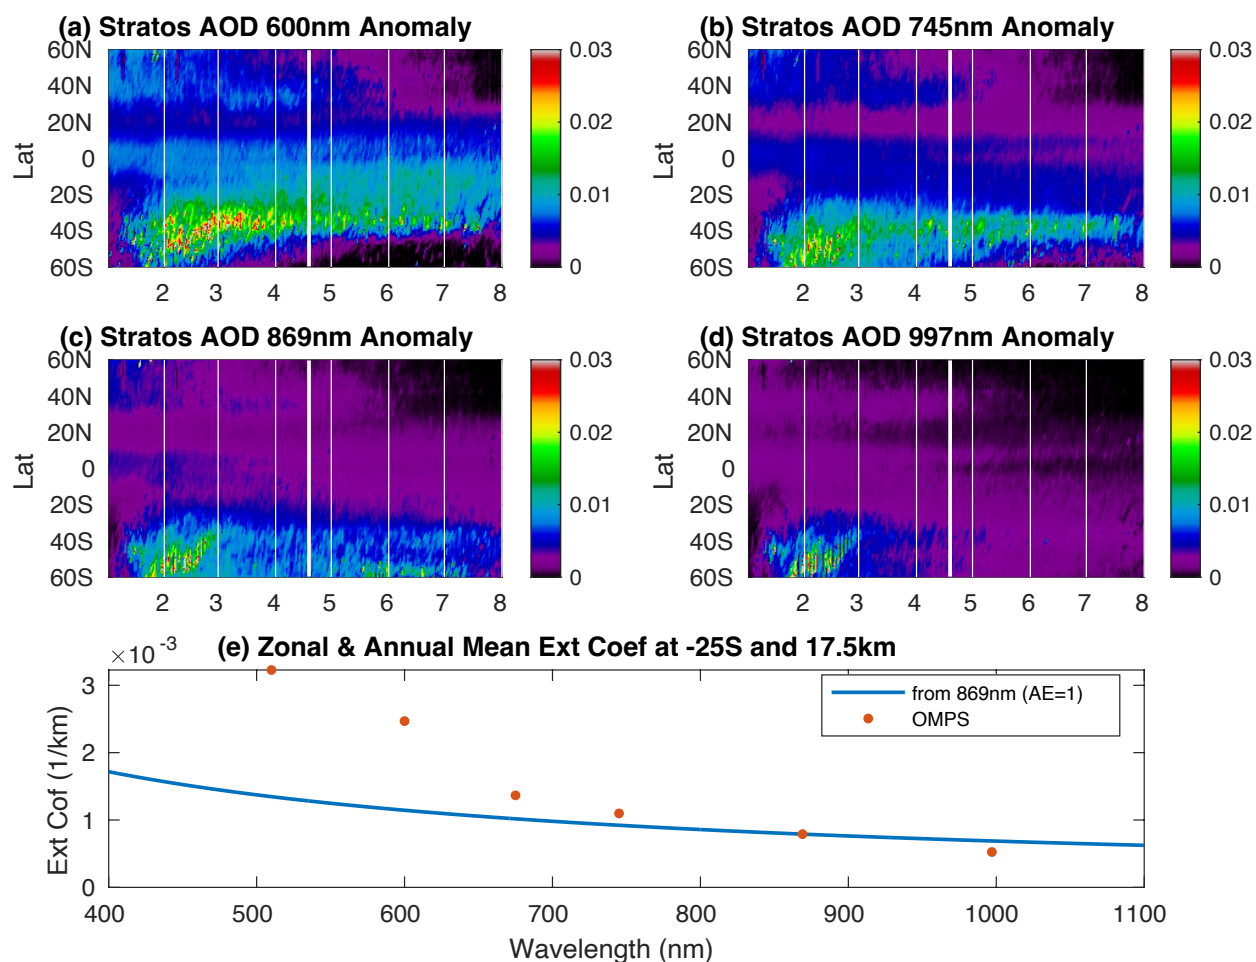 (a) Stratos AOD 600nm Anomaly
60N
40N
20N
0
20S
40S
60S
Lat
2 3 4 5 6 7 8
0.03
0.02
0.01
0
(b) Stratos AOD 745nm Anomaly
60N
40N
20N
0
20S
40S
60S
Lat
2 3 4 5 6 7 8
0.03
0.02
0.01
0
(c) Stratos AOD 869nm Anomaly
60N
40N
20N
0
20S
40S
60S
Lat
2 3 4 5 6 7 8
0.03
0.02
0.01
0
(d) Stratos AOD 997nm Anomaly
60N
40N
20N
0
20S
40S
60S
Lat
2 3 4 5 6 7 8
0.03
0.02
0.01
0
(e) Zonal & Annual Mean Ext Coef at -25S and 17.5km
×10⁻³
3
2
1
0
Ext Cof (1/km)
from 869nm (AE=1)
OMPS
400 500 600 700 800 900 1000 1100
Wavelength (nm)